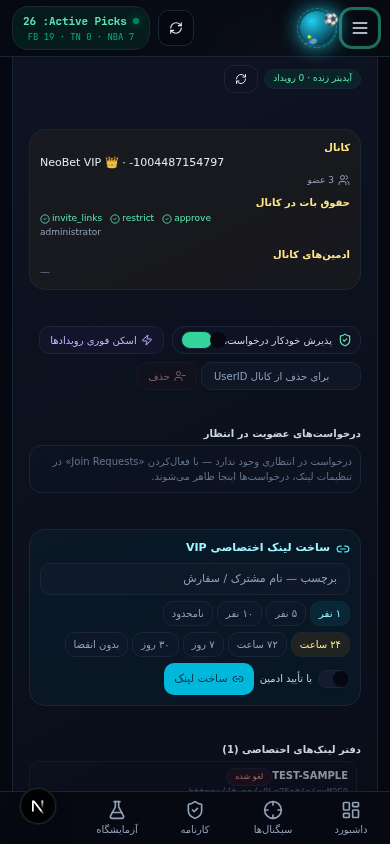 26 :Active Picks
FB 19 · TN 0 · NBA 7
آپدیتر زنده · 0 رویداد
کانال
NeoBet VIP 👑 · -1004487154797
3 عضو
حقوق بات در کانال
invite_links restrict approve
administrator
ادمین‌های کانال
—
پذیرش خودکار درخواست‌
اسکن فوری رویدادها
برای حذف از کانال UserID
حذف
درخواست‌های عضویت در انتظار
درخواست در انتظاری وجود ندارد — با فعال‌کردن «Join Requests» در
تنظیمات لینک، درخواست‌ها اینجا ظاهر می‌شوند.
ساخت لینک اختصاصی VIP
برچسب — نام مشترک / سفارش
۱ نفر
۵ نفر
۱۰ نفر
نامحدود
۲۴ ساعت
۷۲ ساعت
۷ روز
۳۰ روز
بدون انقضا
با تأیید ادمین
ساخت لینک
دفتر لینک‌های اختصاصی (1)
TEST-SAMPLE
لغو شده
N
داشبورد
سیگنال‌ها
کارنامه
آزمایشگاه